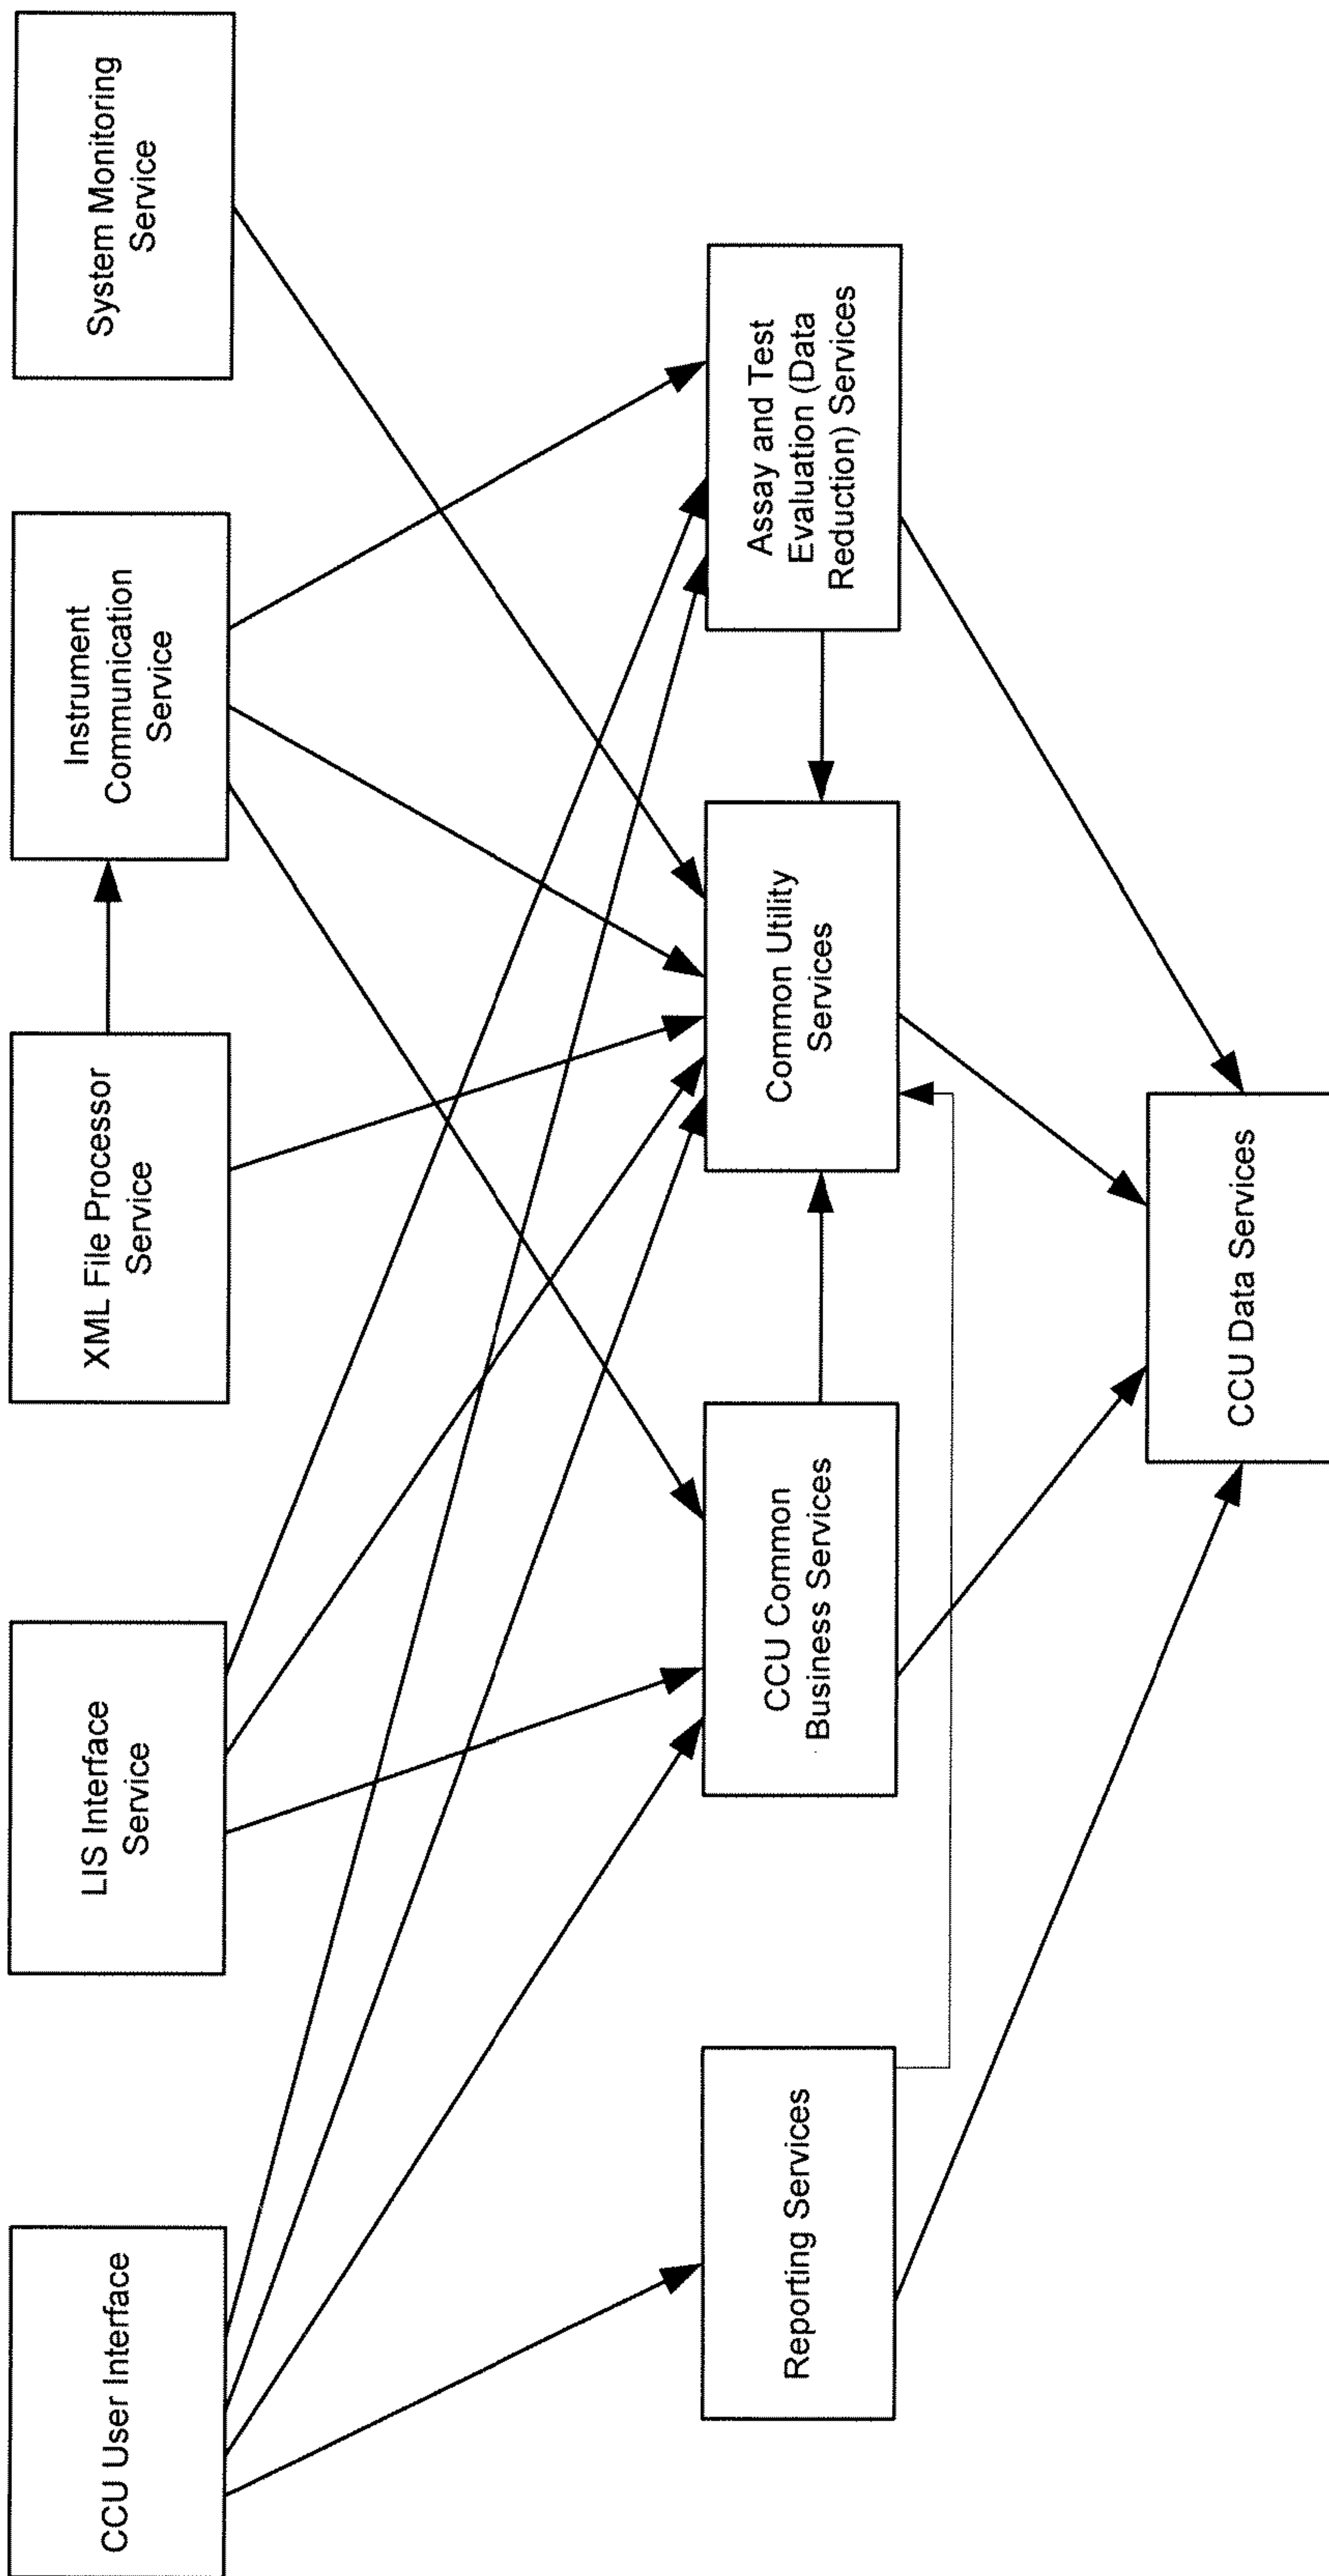 CCU User Interface
LIS Interface
Service
XML File Processor
Service
Instrument
Communication
Service
System Monitoring
Service
Reporting Services
CCU Common
Business Services
Common Utility
Services
Assay and Test
Evaluation (Data
Reduction) Services
CCU Data Services